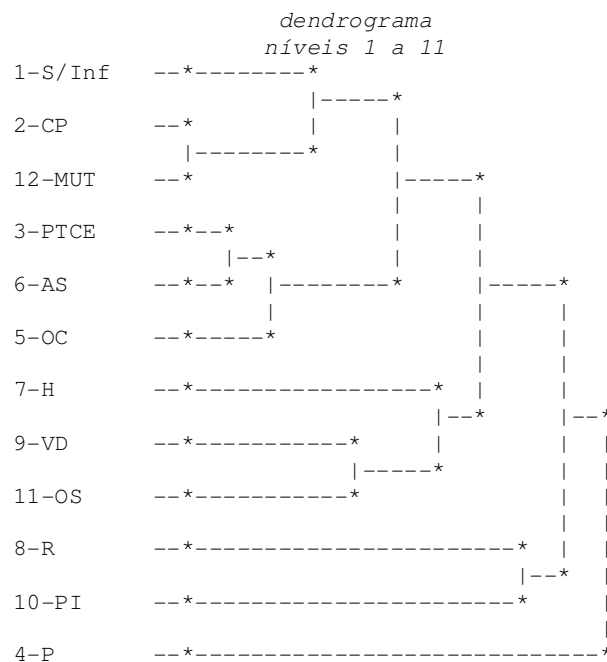 dendrograma
níveis 1 a 11
1-S/Inf
2-CP
12-MUT
3-PTCE
6-AS
5-OC
7-H
9-VD
11-OS
8-R
10-PI
4-P